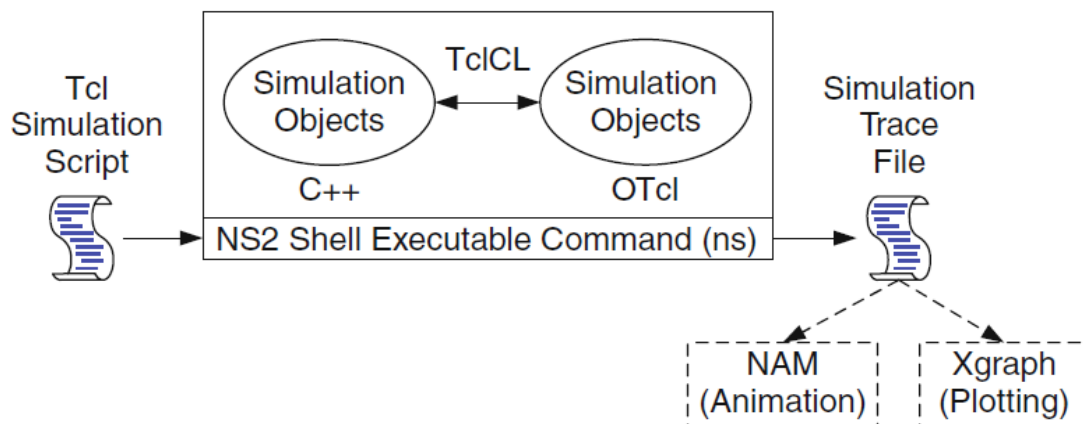 Tcl
Simulation
Script
TclCL
Simulation
Objects
Simulation
Objects
C++
OTcl
NS2 Shell Executable Command (ns)
Simulation
Trace
File
NAM
(Animation)
Xgraph
(Plotting)